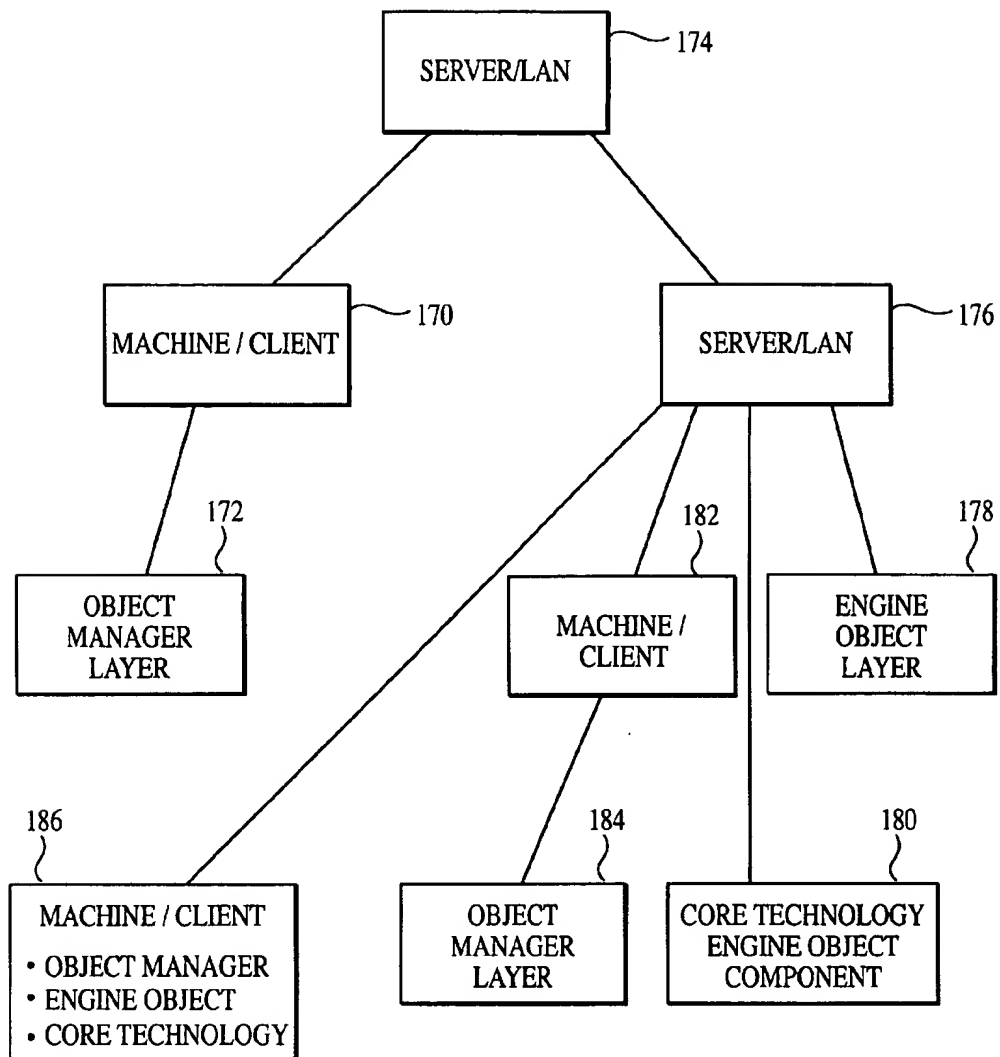 SERVER/LAN
174
MACHINE / CLIENT
170
SERVER/LAN
176
172
OBJECT
MANAGER
LAYER
182
MACHINE /
CLIENT
178
ENGINE
OBJECT
LAYER
186
MACHINE / CLIENT
• OBJECT MANAGER
• ENGINE OBJECT
• CORE TECHNOLOGY
184
OBJECT
MANAGER
LAYER
180
CORE TECHNOLOGY
ENGINE OBJECT
COMPONENT